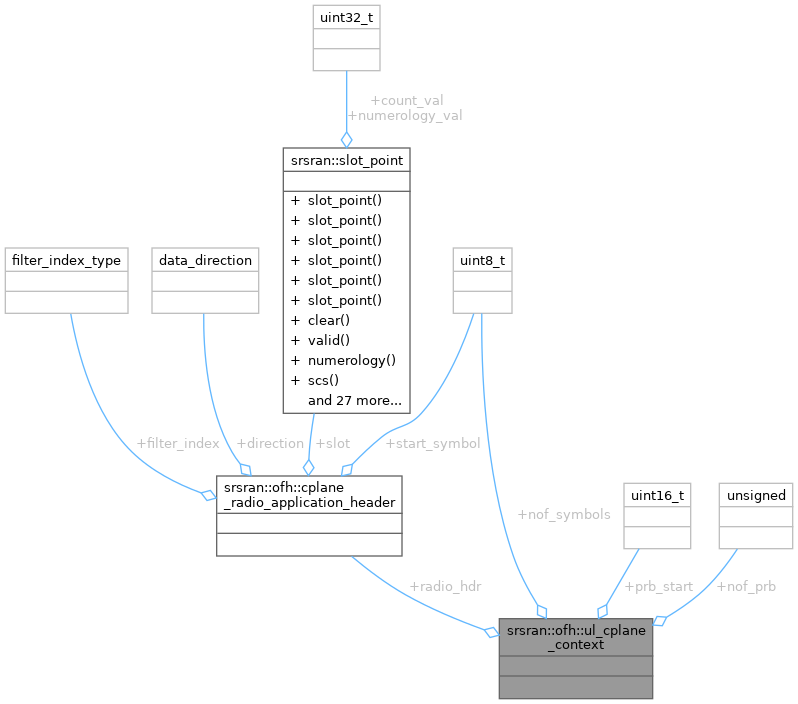 uint32_t
+count_val
+numerology_val
srsran::slot_point
+ slot_point()
+ slot_point()
+ slot_point()
+ slot_point()
+ slot_point()
+ slot_point()
+ clear()
+ valid()
+ numerology()
+ scs()
and 27 more...
filter_index_type
data_direction
uint8_t
+filter_index
+direction
+slot
+start_symbol
srsran::ofh::cplane
_radio_application_header
uint16_t
unsigned
+nof_symbols
+radio_hdr
+prb_start
+nof_prb
srsran::ofh::ul_cplane
_context